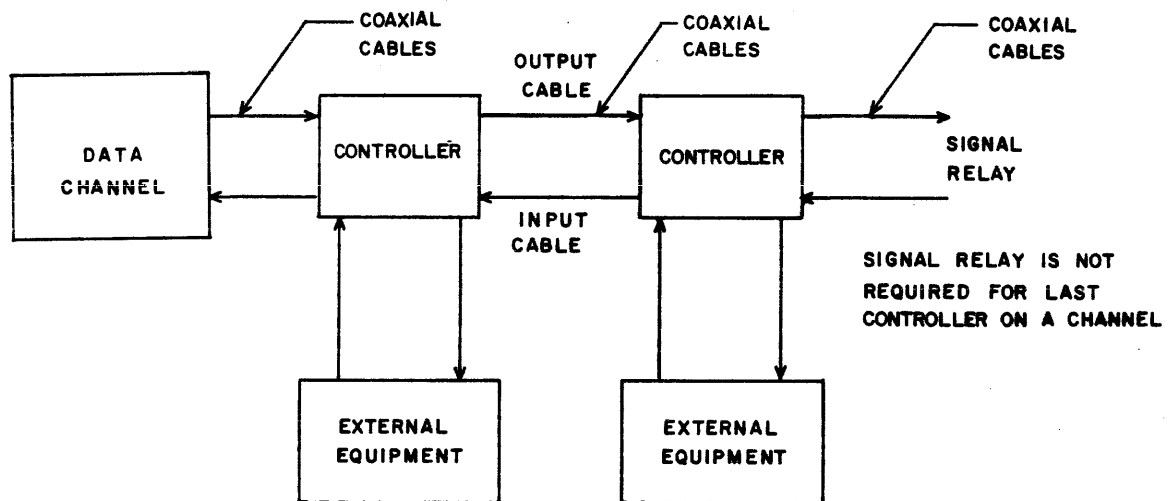 COAXIAL
CABLES
COAXIAL
CABLES
COAXIAL
CABLES
OUTPUT
CABLE
DATA
CHANNEL
CONTROLLER
CONTROLLER
SIGNAL
RELAY
INPUT
CABLE
SIGNAL RELAY IS NOT
REQUIRED FOR LAST
CONTROLLER ON A CHANNEL
EXTERNAL
EQUIPMENT
EXTERNAL
EQUIPMENT